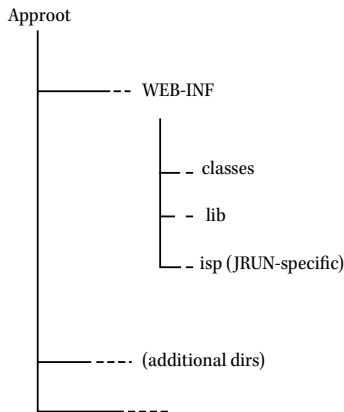 Approot
WEB-INF
classes
lib
isp (JRUN-specific)
(additional dirs)